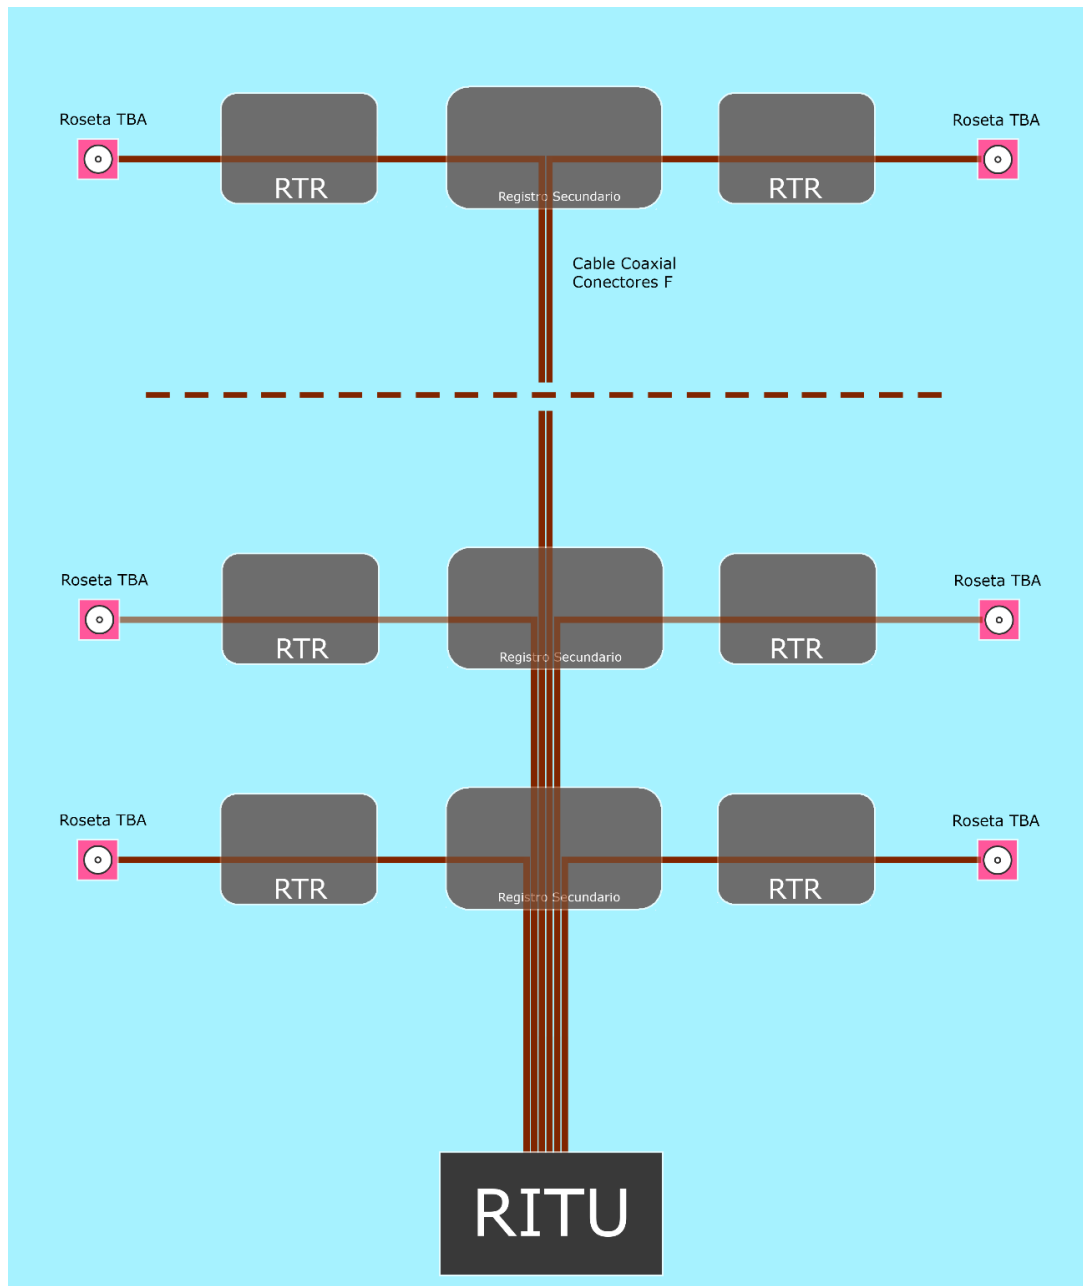 Roseta TBA
Roseta TBA
RTR
Registro Secundario
RTR
Cable Coaxial
Conectores F
Roseta TBA
Roseta TBA
RTR
Registro Secundario
RTR
Roseta TBA
Roseta TBA
RTR
Registro Secundario
RTR
RITU